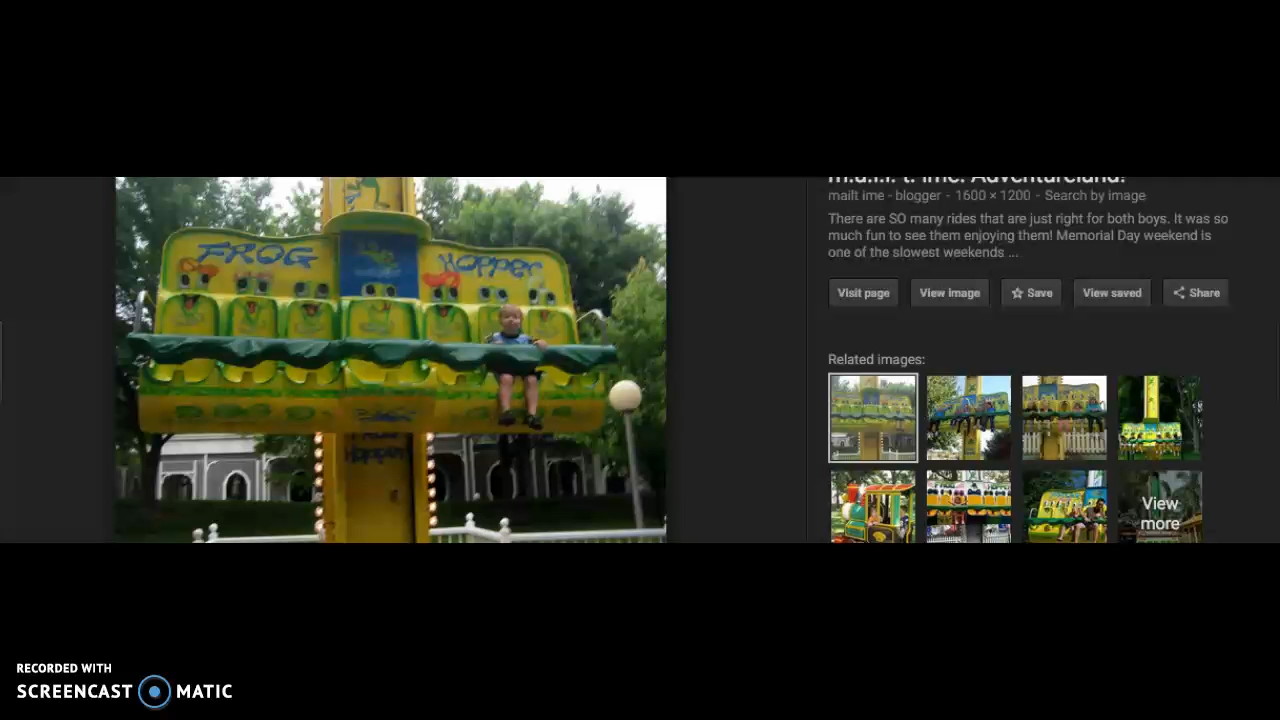 FROG
Hopper
Hopper
m.a.i.l. t. ime: Adventureland!
mailt ime - blogger - 1600 × 1200 - Search by image
There are SO many rides that are just right for both boys. It was so
much fun to see them enjoying them! Memorial Day weekend is
one of the slowest weekends ...
Visit page
View image
Save
View saved
Share
Related images:
View
more
RECORDED WITH
SCREENCAST MATIC